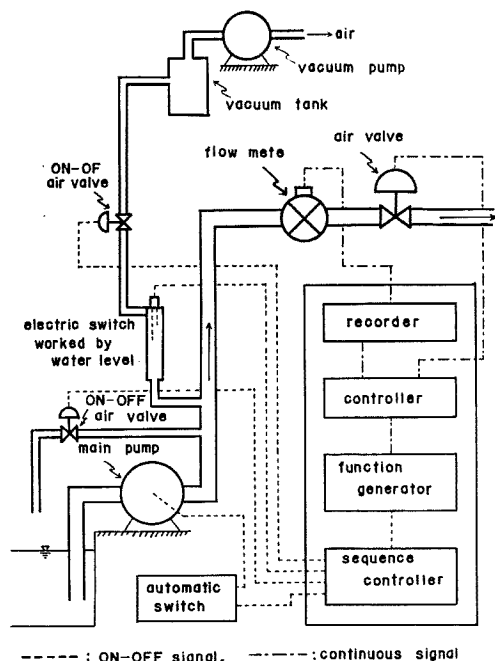 air
vacuum pump
vacuum tank
air valve
flow mete
ON-OF
air valve
electric switch
worked by
water level
ON-OFF
air valve
main pump
recorder
controller
function
generator
sequence
controller
automatic
switch
-----: ON-OFF signal, —·—·—: continuous signal